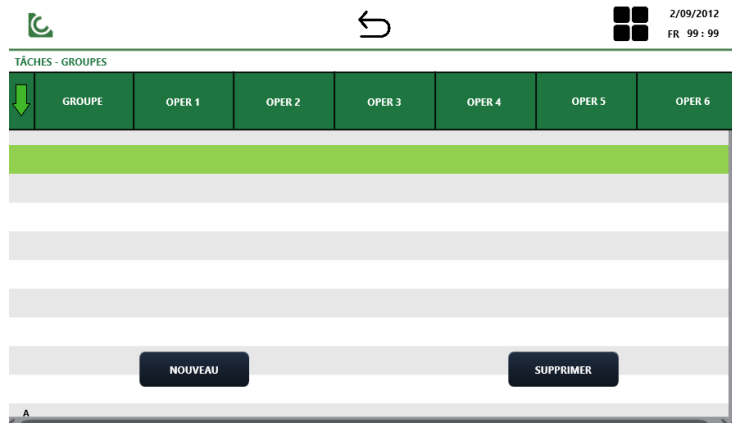 2/09/2012
FR 99 : 99
TÂCHES - GROUPES
GROUPE OPER 1 OPER 2 OPER 3 OPER 4 OPER 5 OPER 6
NOUVEAU SUPPRIMER
A